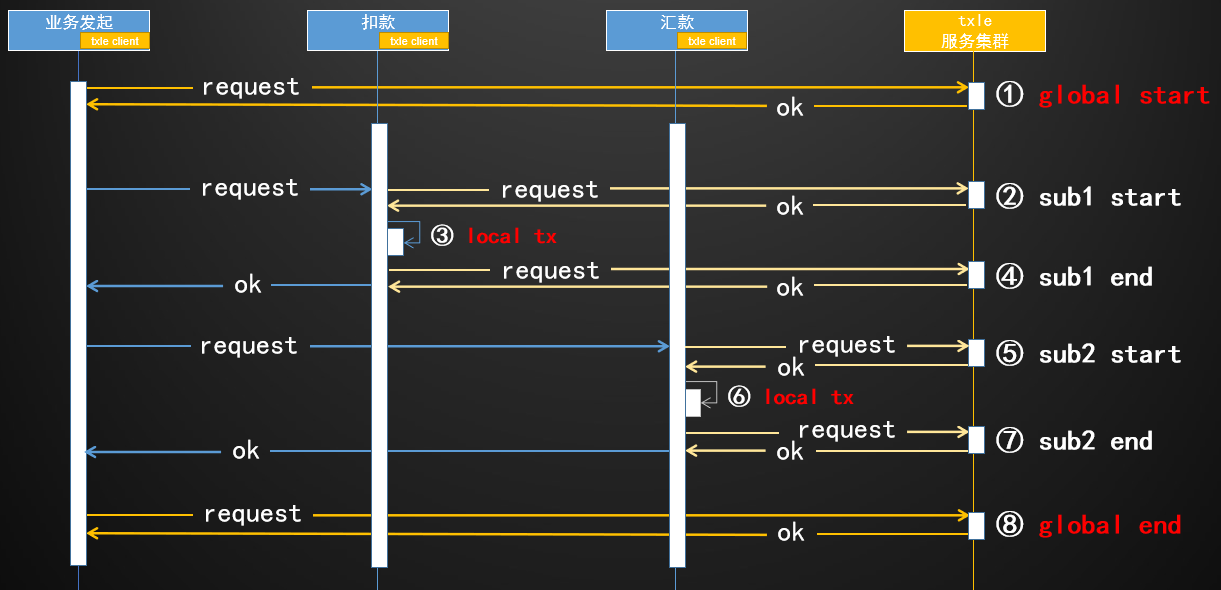 业务发起
txle client
扣款
txle client
汇款
txle client
txle
服务集群
request
ok
① global start
request
request
ok
② sub1 start
③ local tx
request
ok
ok
④ sub1 end
request
request
ok
⑤ sub2 start
⑥ local tx
request
ok
ok
⑦ sub2 end
request
ok
⑧ global end